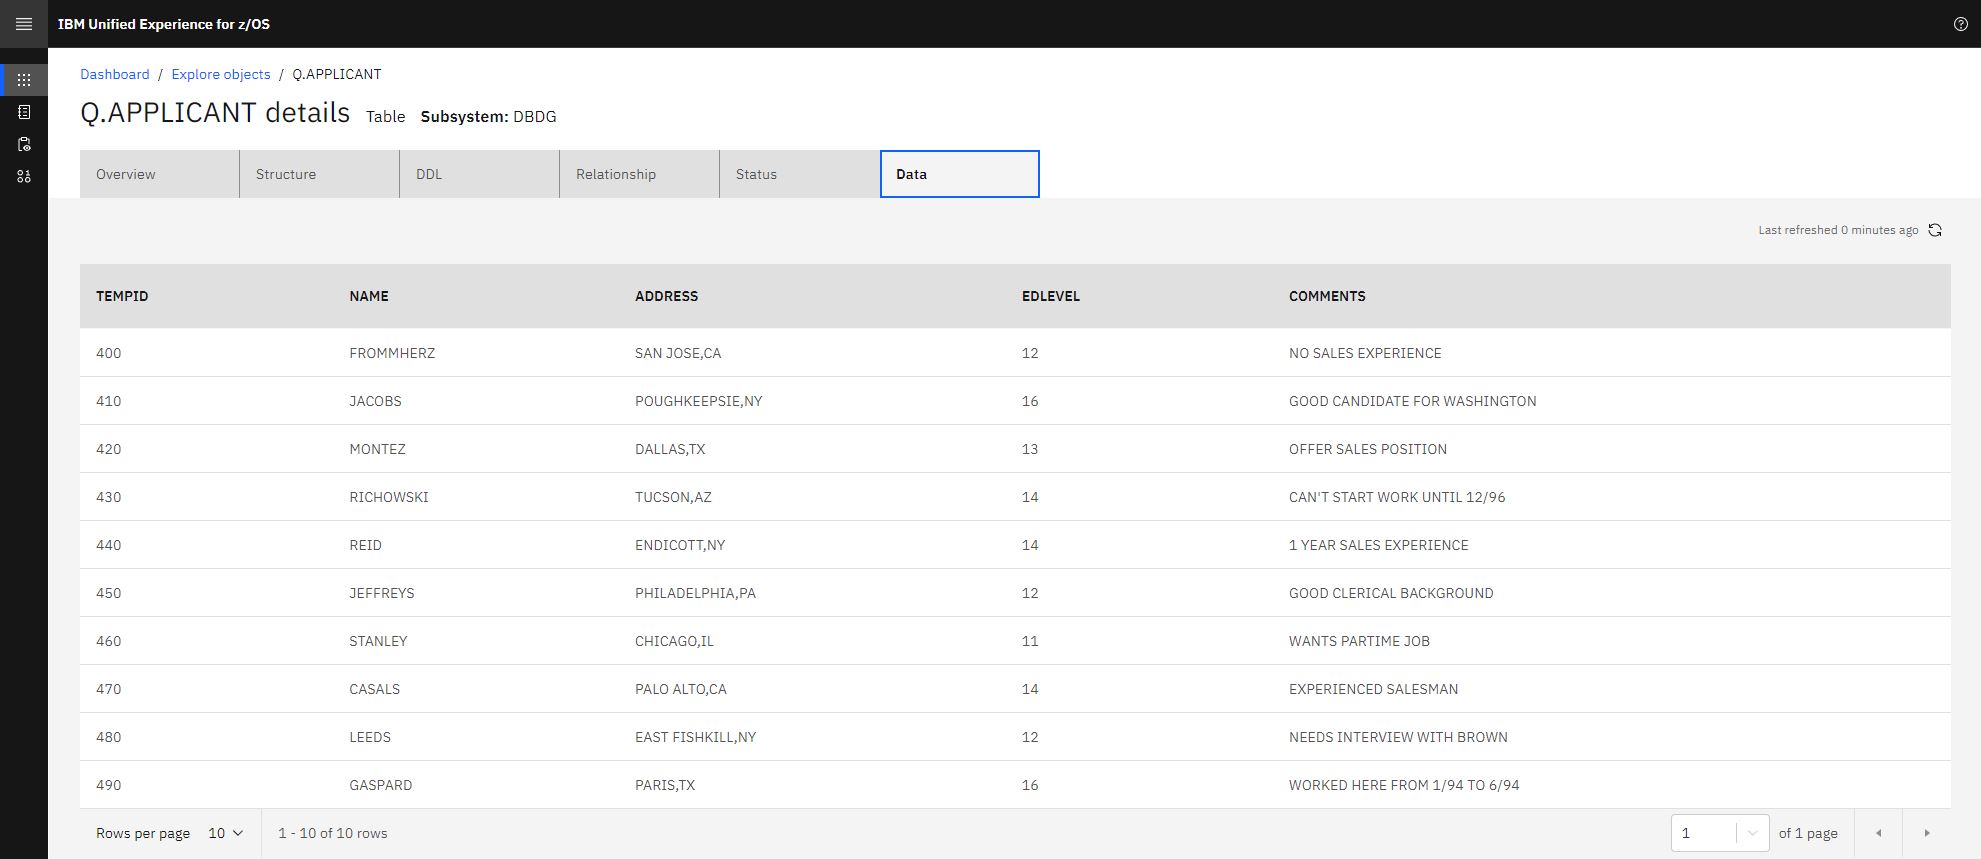 IBM Unified Experience for z/OS
Dashboard / Explore objects / Q.APPLICANT
Q.APPLICANT details Table Subsystem: DBDG
Overview Structure DDL Relationship Status Data
Last refreshed 0 minutes ago
TEMPID NAME ADDRESS EDLEVEL COMMENTS
400 FROMMHERZ SAN JOSE,CA 12 NO SALES EXPERIENCE
410 JACOBS POUGHKEEPSIE,NY 16 GOOD CANDIDATE FOR WASHINGTON
420 MONTEZ DALLAS,TX 13 OFFER SALES POSITION
430 RICHOWSKI TUCSON,AZ 14 CAN'T START WORK UNTIL 12/96
440 REID ENDICOTT,NY 14 1 YEAR SALES EXPERIENCE
450 JEFFREYS PHILADELPHIA,PA 12 GOOD CLERICAL BACKGROUND
460 STANLEY CHICAGO,IL 11 WANTS PARTIME JOB
470 CASALS PALO ALTO,CA 14 EXPERIENCED SALESMAN
480 LEEDS EAST FISHKILL,NY 12 NEEDS INTERVIEW WITH BROWN
490 GASPARD PARIS,TX 16 WORKED HERE FROM 1/94 TO 6/94
Rows per page 10 1 - 10 of 10 rows 1 of 1 page